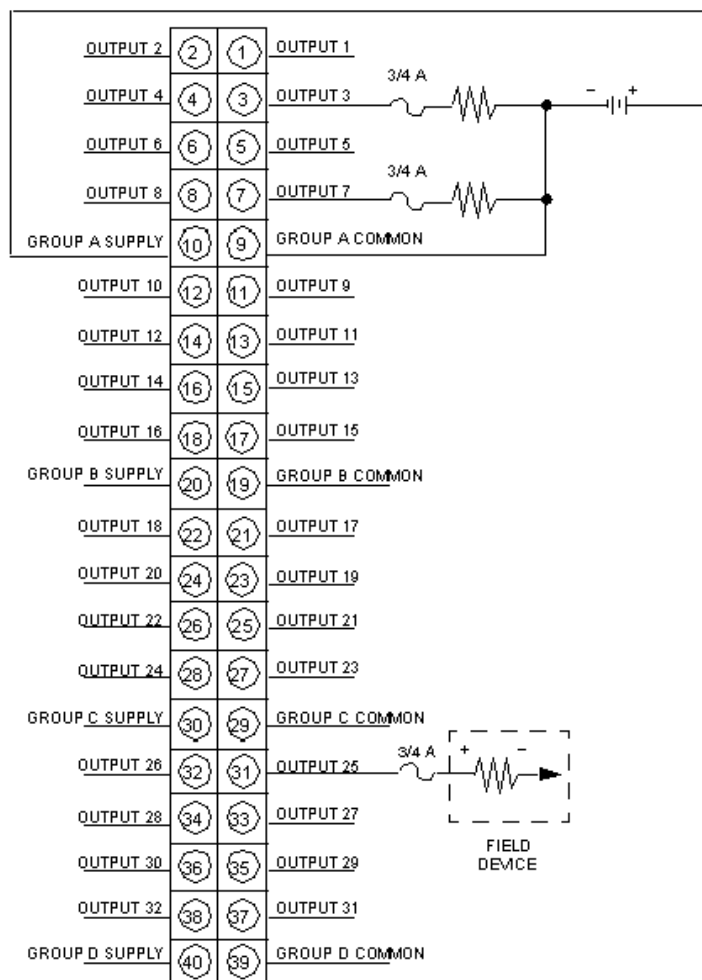 OUTPUT 2 2 1 OUTPUT 1
3/4 A
OUTPUT 4 4 3 OUTPUT 3 - +
OUTPUT 6 6 5 OUTPUT 5
3/4 A
OUTPUT 8 8 7 OUTPUT 7
GROUP A SUPPLY 10 9 GROUP A COMMON
OUTPUT 10 12 11 OUTPUT 9
OUTPUT 12 14 13 OUTPUT 11
OUTPUT 14 16 15 OUTPUT 13
OUTPUT 16 18 17 OUTPUT 15
GROUP B SUPPLY 20 19 GROUP B COMMON
OUTPUT 18 22 21 OUTPUT 17
OUTPUT 20 24 23 OUTPUT 19
OUTPUT 22 26 25 OUTPUT 21
OUTPUT 24 28 27 OUTPUT 23
GROUP C SUPPLY 30 29 GROUP C COMMON
OUTPUT 26 32 31 OUTPUT 25 3/4 A + -
OUTPUT 28 34 33 OUTPUT 27
FIELD
DEVICE
OUTPUT 30 36 35 OUTPUT 29
OUTPUT 32 38 37 OUTPUT 31
GROUP D SUPPLY 40 39 GROUP D COMMON